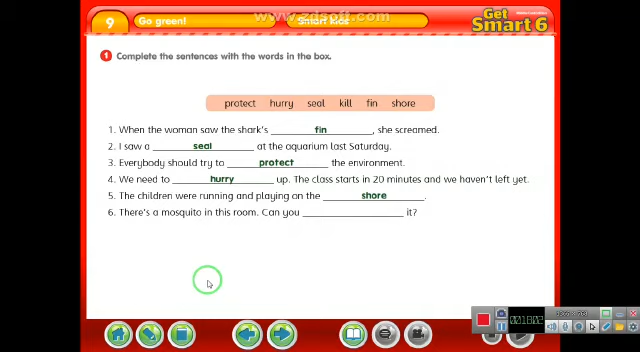 www.zdsoft.com
9 Go green! Smart Kids Get Smart 6
1 Complete the sentences with the words in the box.
protect hurry seal kill fin shore
1. When the woman saw the shark's fin, she screamed.
2. I saw a seal at the aquarium last Saturday.
3. Everybody should try to protect the environment.
4. We need to hurry up. The class starts in 20 minutes and we haven't left yet.
5. The children were running and playing on the shore.
6. There's a mosquito in this room. Can you ____ it?